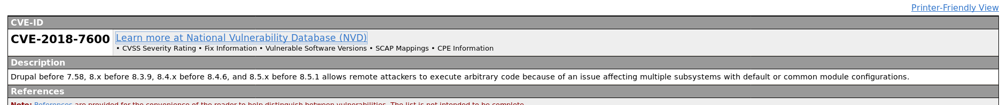 Printer-Friendly View
CVE-ID
CVE-2018-7600
Learn more at National Vulnerability Database (NVD)
• CVSS Severity Rating • Fix Information • Vulnerable Software Versions • SCAP Mappings • CPE Information
Description
Drupal before 7.58, 8.x before 8.3.9, 8.4.x before 8.4.6, and 8.5.x before 8.5.1 allows remote attackers to execute arbitrary code because of an issue affecting multiple subsystems with default or common module configurations.
References
Note: References are provided for the convenience of the reader to help distinguish between vulnerabilities. The list is not intended to be complete.